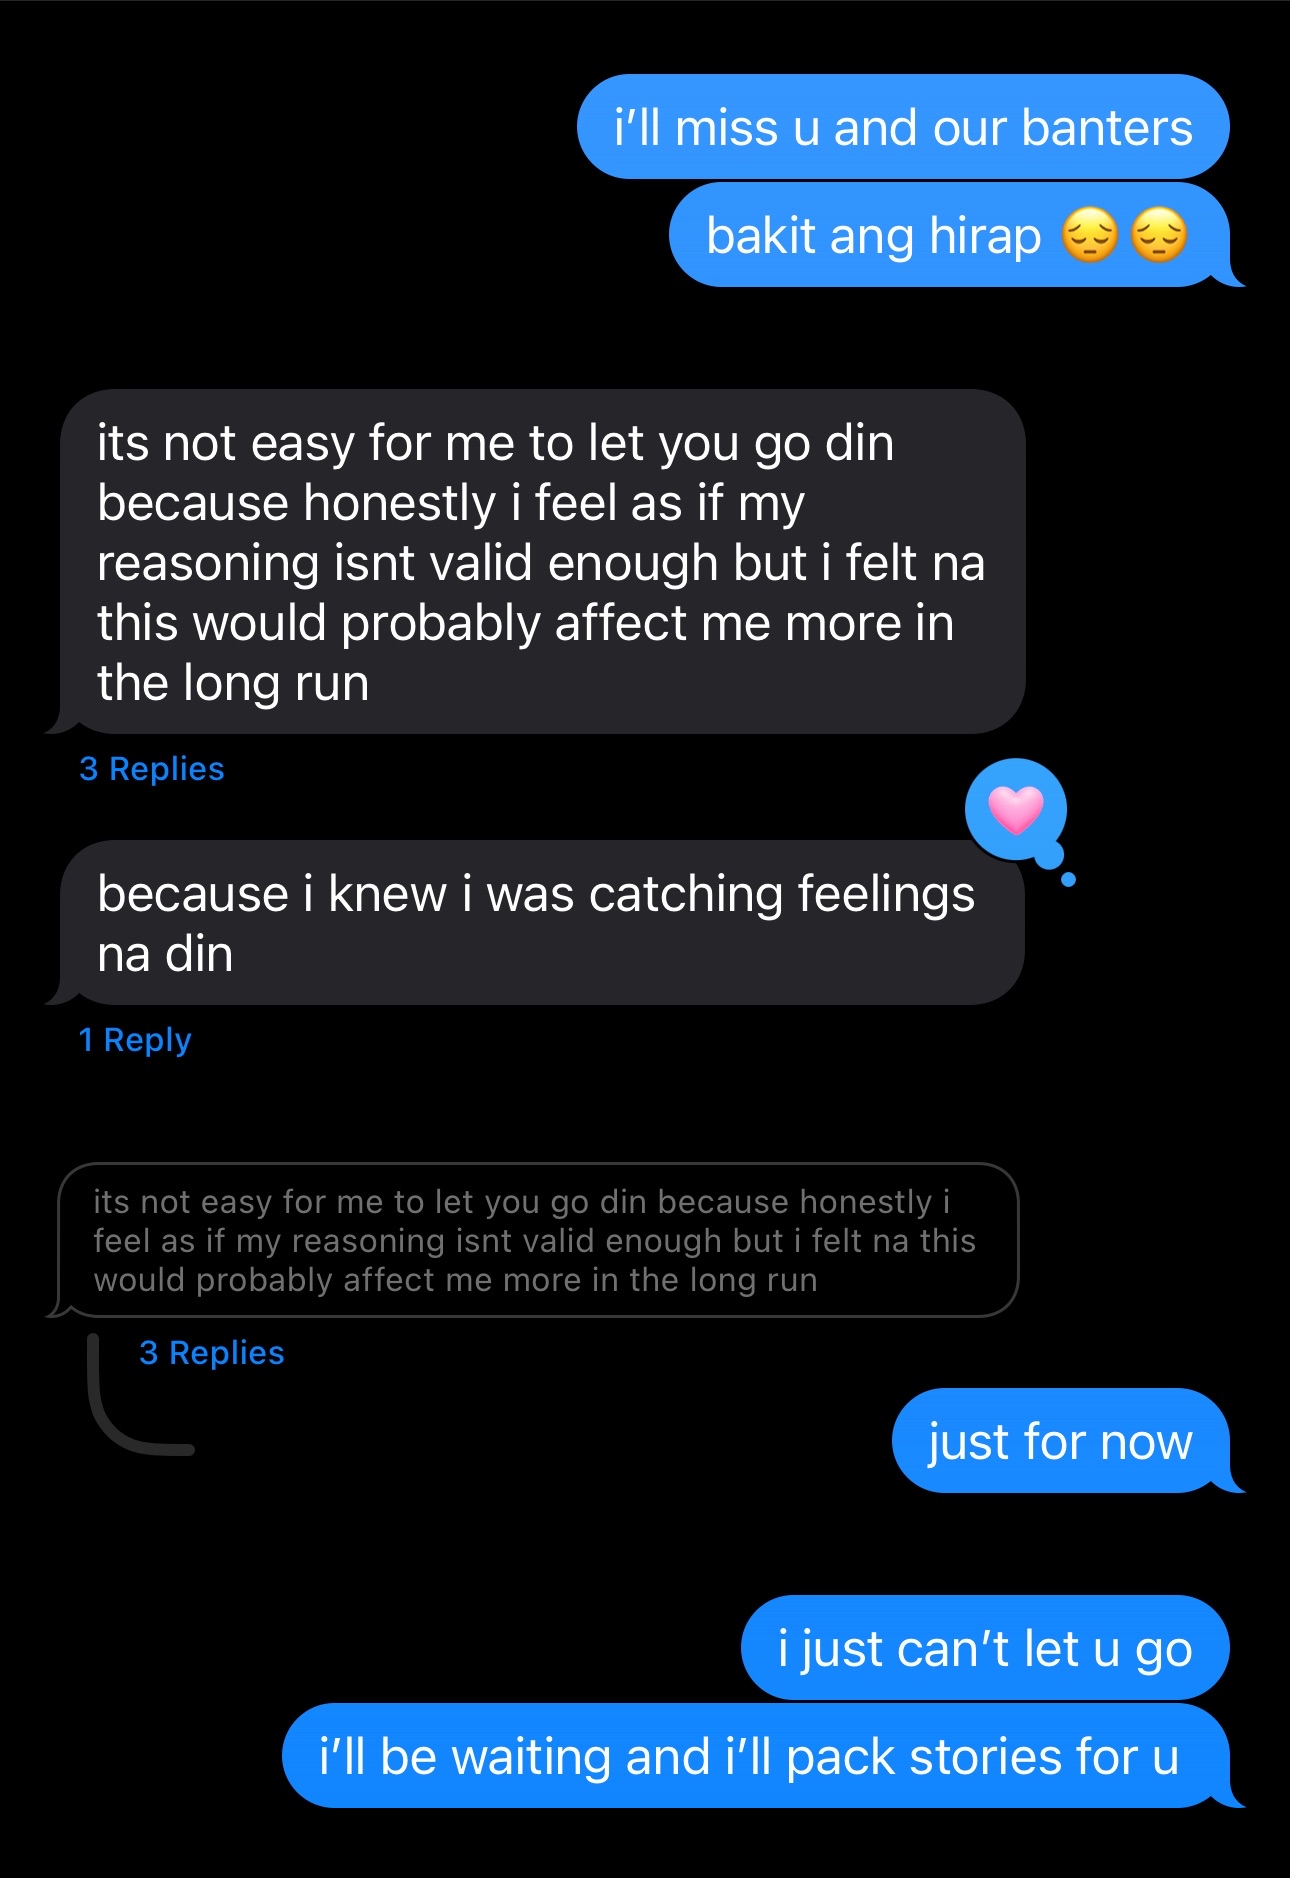 i’ll miss u and our banters
bakit ang hirap 😔😔
its not easy for me to let you go din
because honestly i feel as if my
reasoning isnt valid enough but i felt na
this would probably affect me more in
the long run
3 Replies
because i knew i was catching feelings
na din
1 Reply
its not easy for me to let you go din because honestly i
feel as if my reasoning isnt valid enough but i felt na this
would probably affect me more in the long run
3 Replies
just for now
i just can’t let u go
i’ll be waiting and i’ll pack stories for u